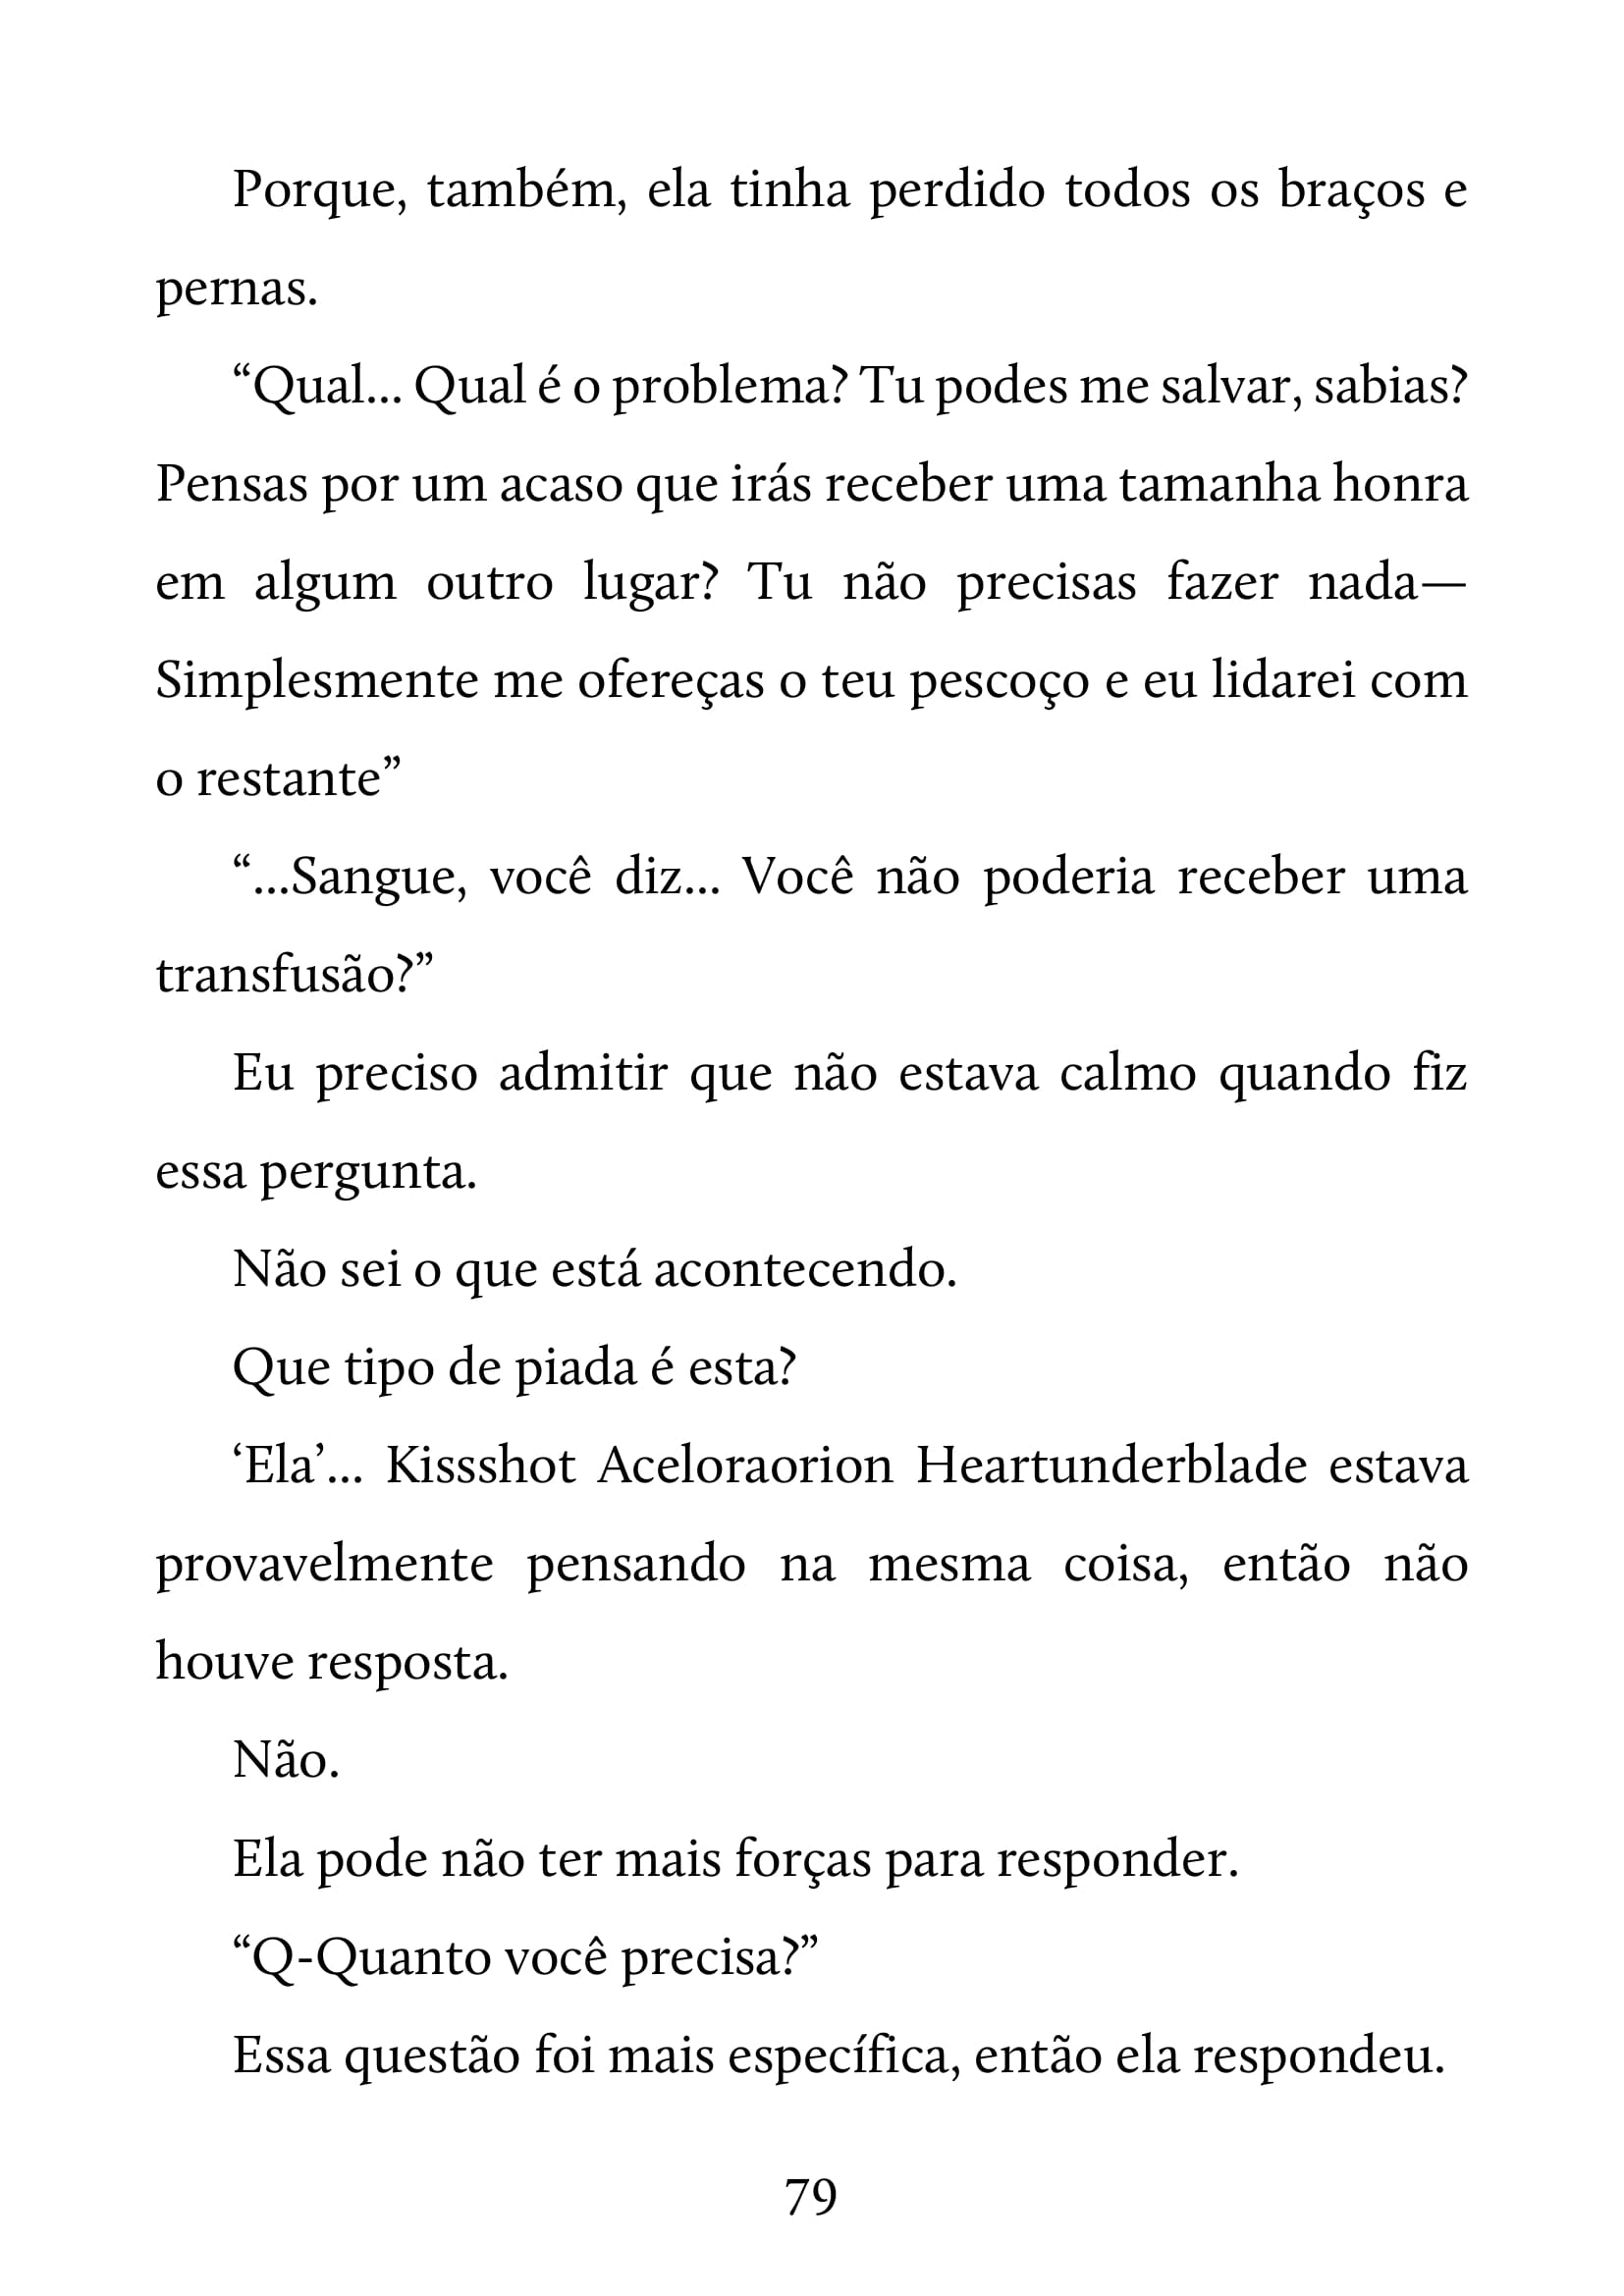 Porque, também, ela tinha perdido todos os braços e
pernas.
“Qual... Qual é o problema? Tu podes me salvar, sabias?
Pensas por um acaso que irás receber uma tamanha honra
em algum outro lugar? Tu não precisas fazer nada—
Simplesmente me ofereças o teu pescoço e eu lidarei com
o restante”
“...Sangue, você diz... Você não poderia receber uma
transfusão?”
Eu preciso admitir que não estava calmo quando fiz
essa pergunta.
Não sei o que está acontecendo.
Que tipo de piada é esta?
‘Ela’... Kissshot Aceloraorion Heartunderblade estava
provavelmente pensando na mesma coisa, então não
houve resposta.
Não.
Ela pode não ter mais forças para responder.
“Q-Quanto você precisa?”
Essa questão foi mais específica, então ela respondeu.
79